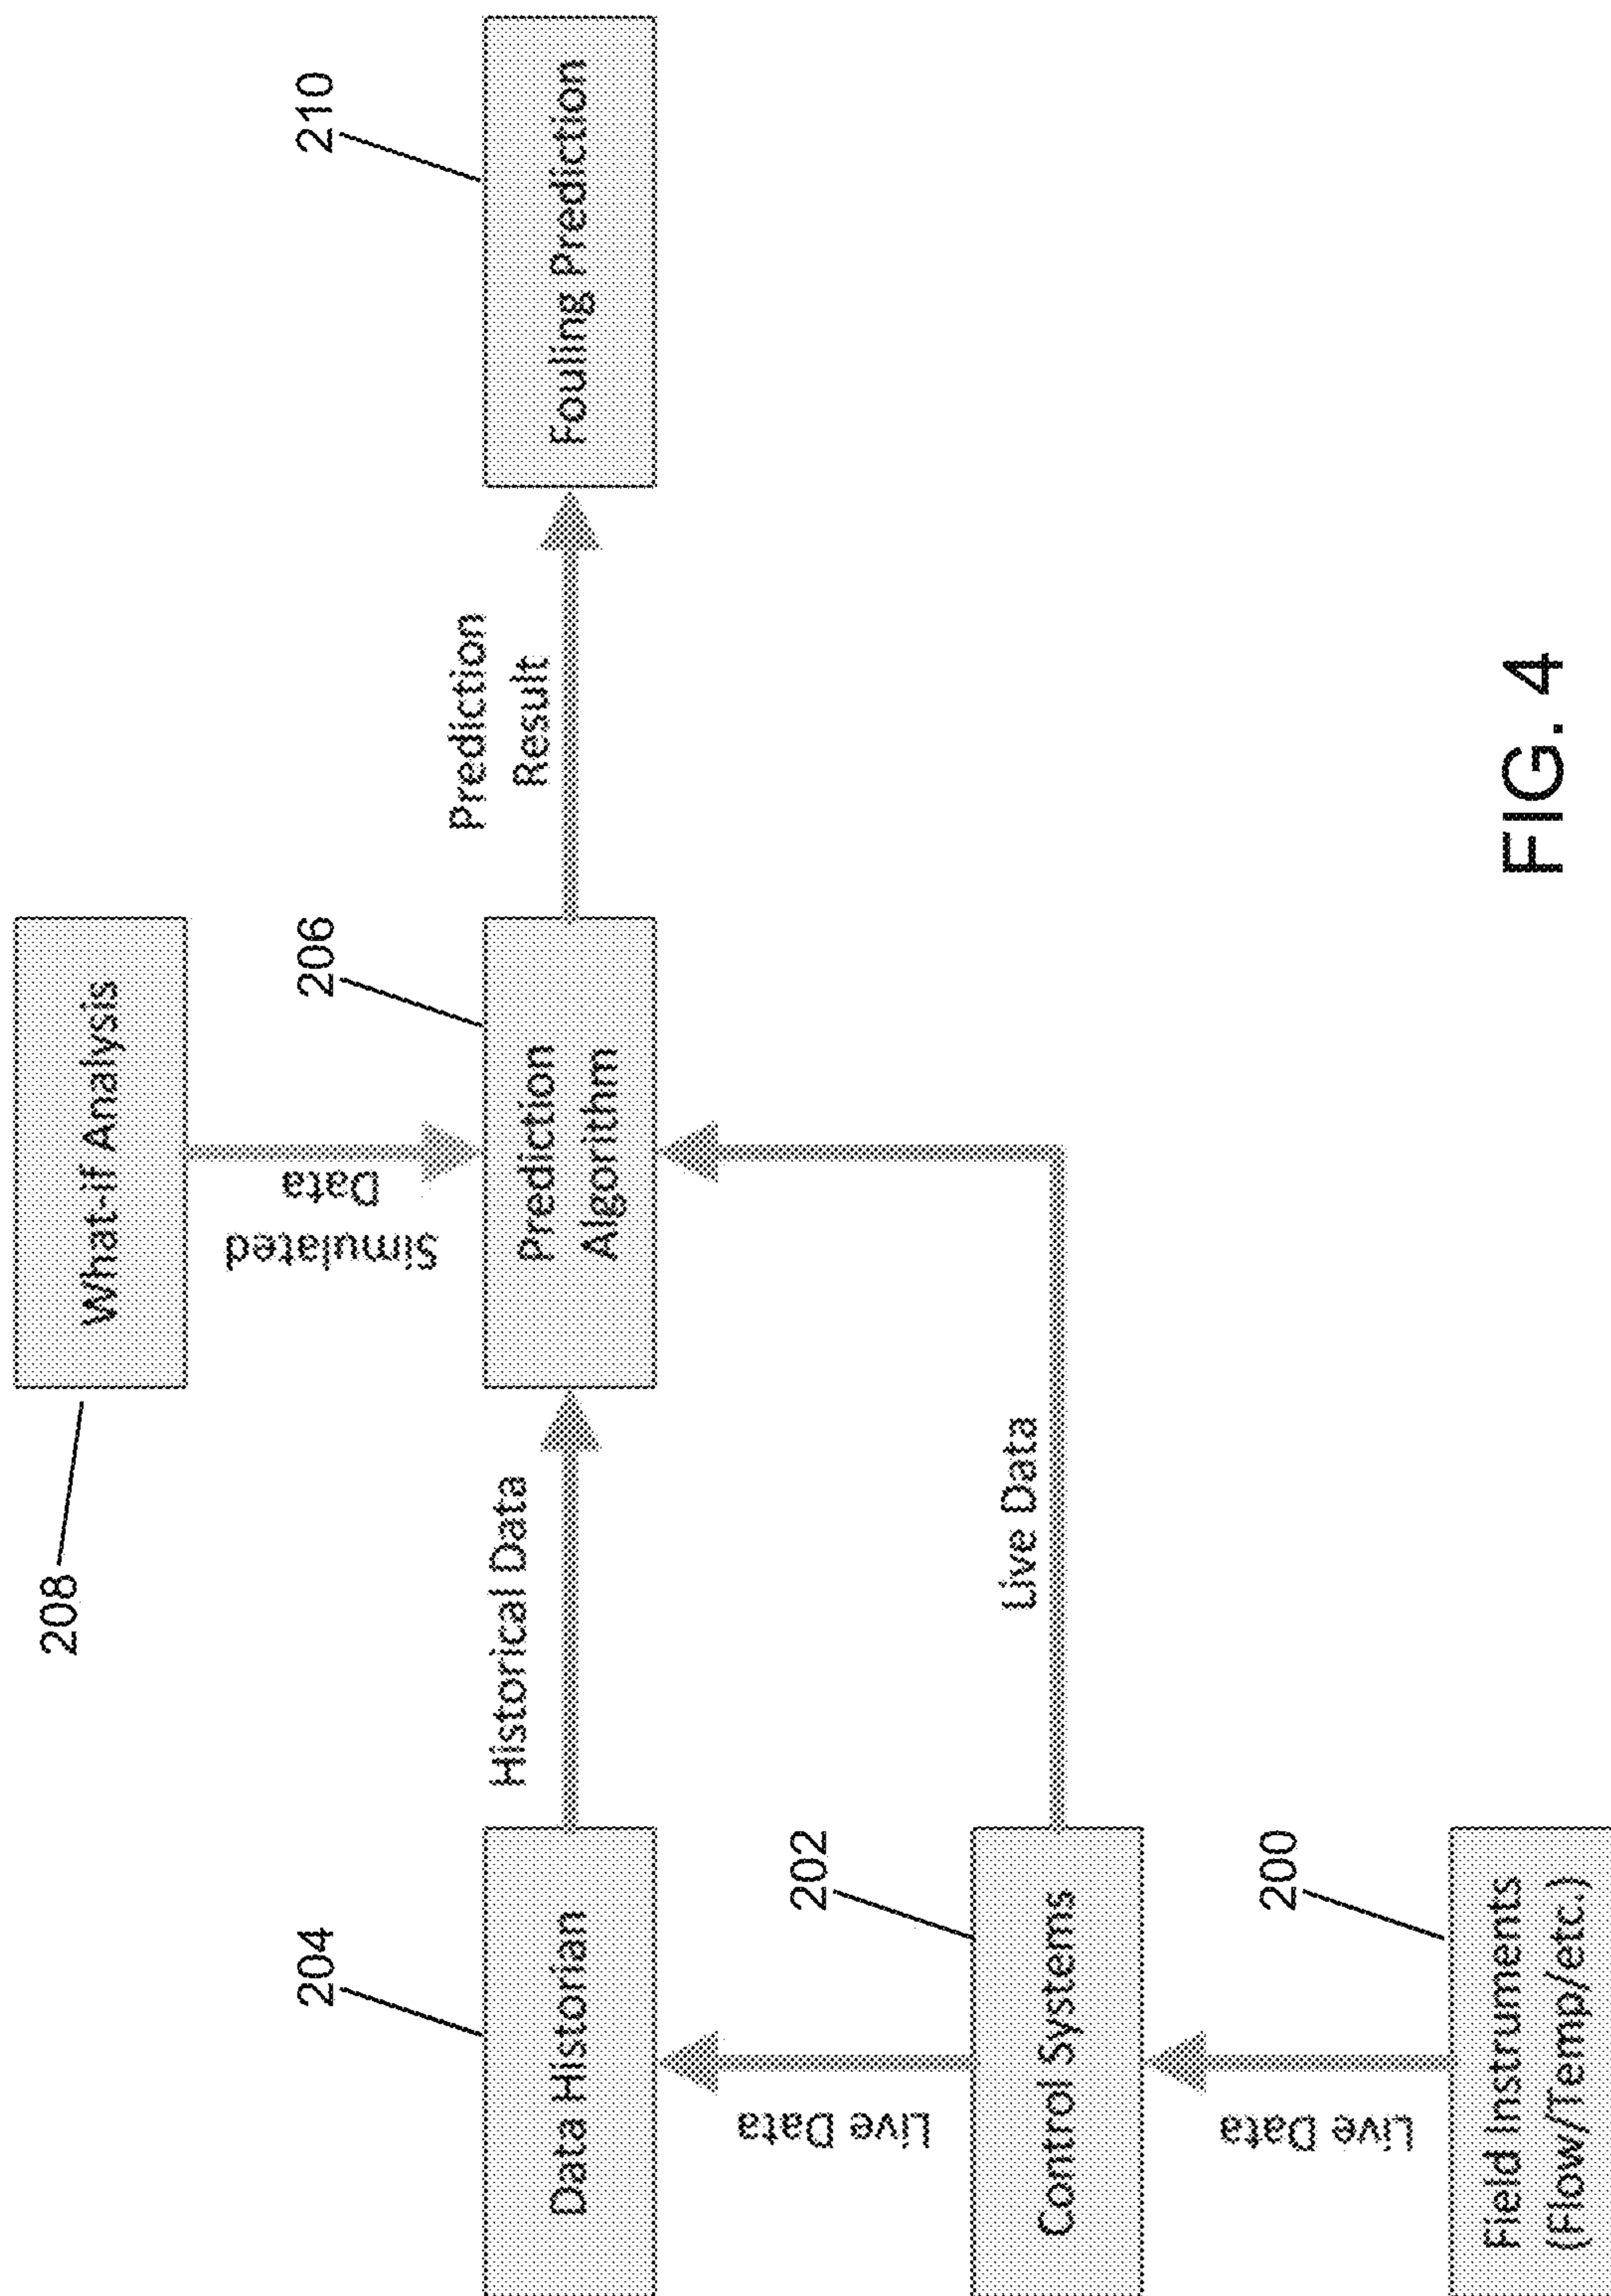 208
What-If Analysis
Simulated
Data
204
Data Historian
Historical Data
206
Prediction
Algorithm
Prediction
Result
210
Fouling Prediction
Live Data
202
Control Systems
Live Data
Live Data
200
Field Instruments
(Flow/Temp/etc.)
FIG. 4